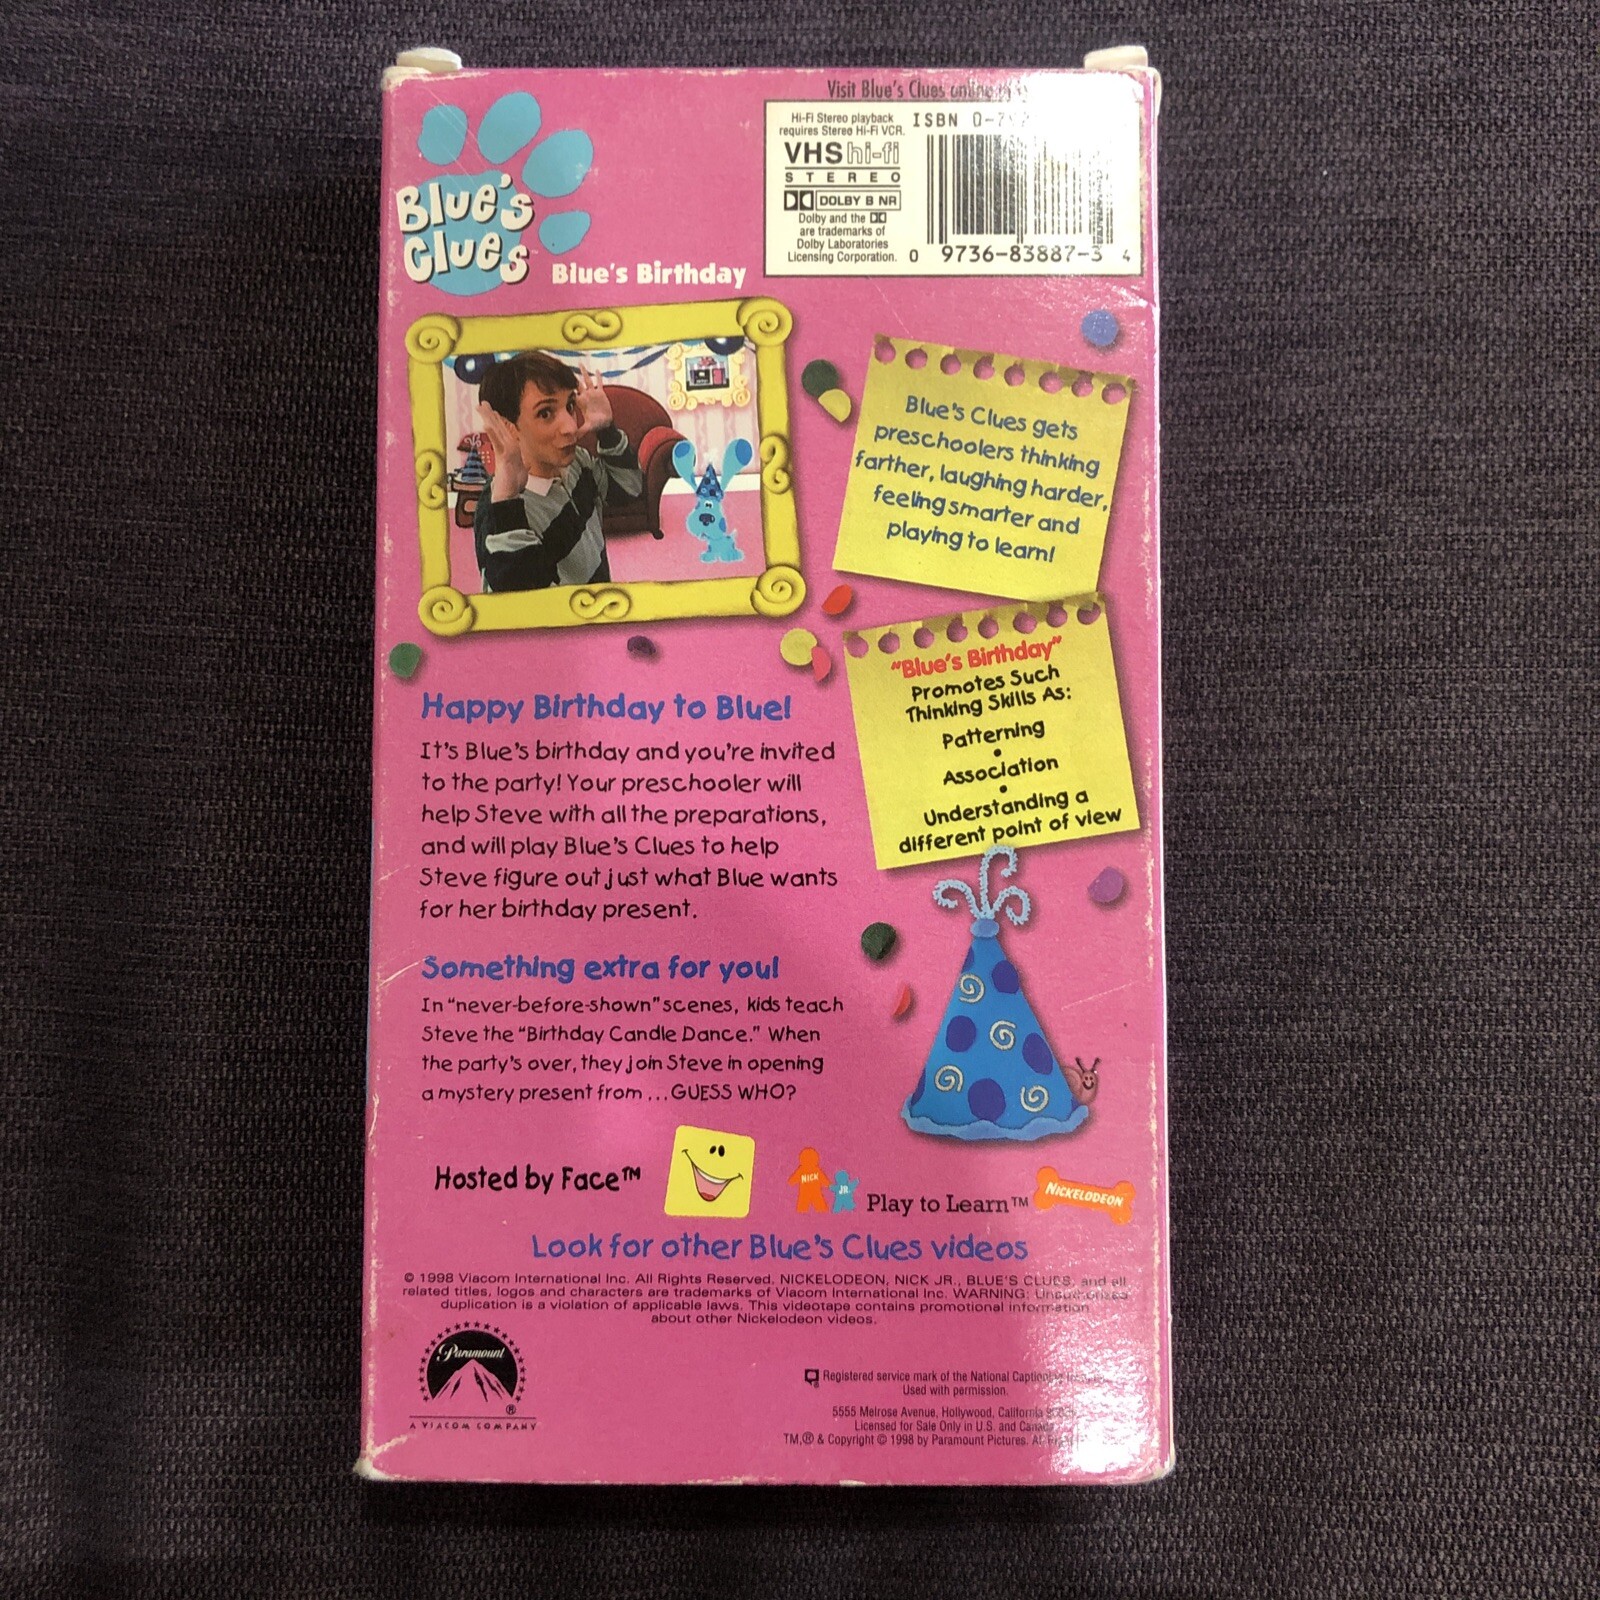 Visit Blue's Clues online
Hi-Fi Stereo playback
requires Stereo Hi-Fi VCR.
VHS hi-fi
STEREO
DOLBY B NR
Dolby and the
are trademarks of
Dolby Laboratories
Licensing Corporation.
ISBN
0 9736-83887-3 4
Blue's
Clues
Blue's Birthday
Blue's Clues gets
preschoolers thinking
farther, laughing harder,
feeling smarter and
playing to learn!
"Blue's Birthday"
Promotes Such
Thinking Skills As:
Patterning
•
Association
•
Understanding a
different point of view
Happy Birthday to Blue!
It's Blue's birthday and you're invited
to the party! Your preschooler will
help Steve with all the preparations,
and will play Blue's Clues to help
Steve figure out just what Blue wants
for her birthday present.
Something extra for you!
In "never-before-shown" scenes, kids teach
Steve the "Birthday Candle Dance." When
the party's over, they join Steve in opening
a mystery present from ...GUESS WHO?
Hosted by Face™
NICK
JR.
Play to Learn™
NICKELODEON
Look for other Blue's Clues videos
© 1998 Viacom International Inc. All Rights Reserved. NICKELODEON, NICK JR., BLUE'S CLUES, and all
related titles, logos and characters are trademarks of Viacom International Inc. WARNING: Unauthorized
duplication is a violation of applicable laws. This videotape contains promotional information
about other Nickelodeon videos.
Paramount
®
A VIACOM COMPANY
Registered service mark of the National Captioning
Used with permission.
5555 Melrose Avenue, Hollywood, California
Licensed for Sale Only in U.S. and Canada.
TM,® & Copyright © 1998 by Paramount Pictures.